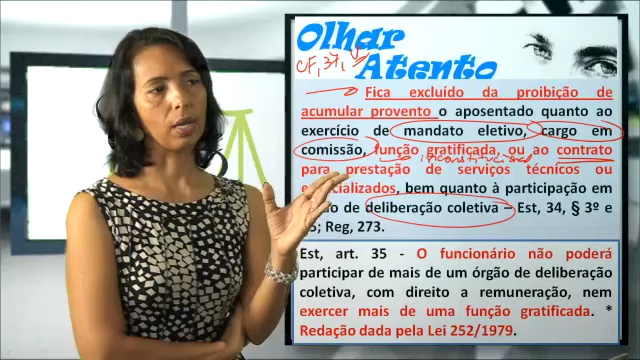 Olhar
CF, 37, V
Atento
Fica excluído da proibição de
acumular provento o aposentado quanto ao
exercício de mandato eletivo, cargo em
comissão, função gratificada, ou ao contrato
inconstitucional
para prestação de serviços técnicos ou
especializados, bem quanto à participação em
de deliberação coletiva – Est, 34, § 3º e
Reg, 273.
Est, art. 35 - O funcionário não poderá
participar de mais de um órgão de deliberação
coletiva, com direito a remuneração, nem
exercer mais de uma função gratificada. *
Redação dada pela Lei 252/1979.